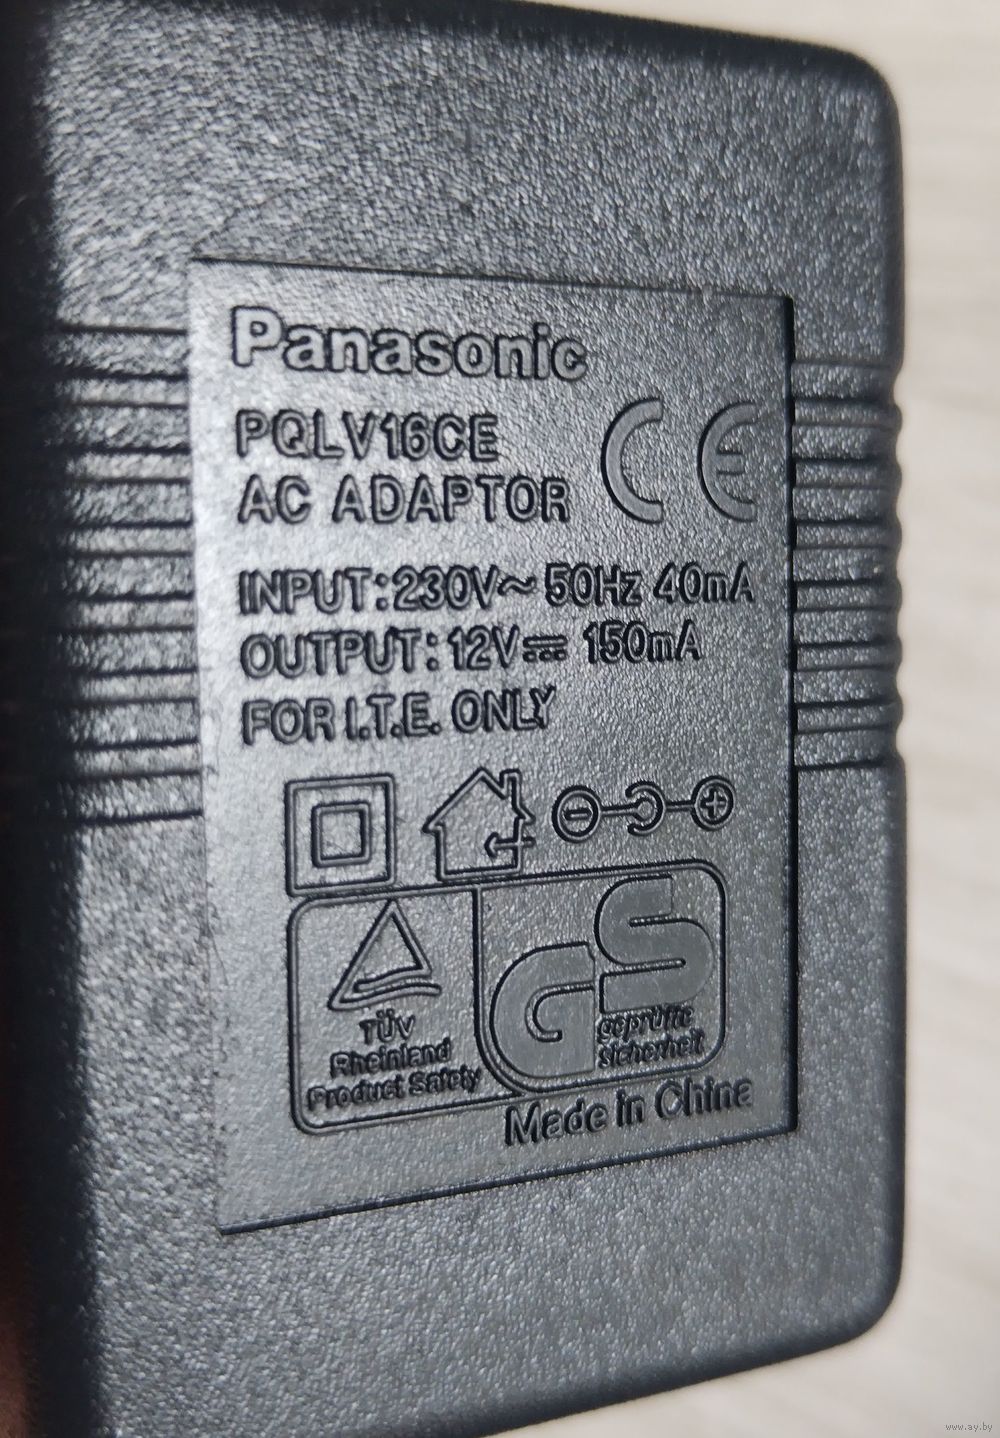 Panasonic
PQLV16CE
CE
AC ADAPTOR
INPUT:230V~ 50Hz 40mA
OUTPUT:12V⎓ 150mA
FOR I.T.E. ONLY
TÜV
Rheinland
Product Safety
GS
geprüfte
sicherheit
Made in China
www.ay.by